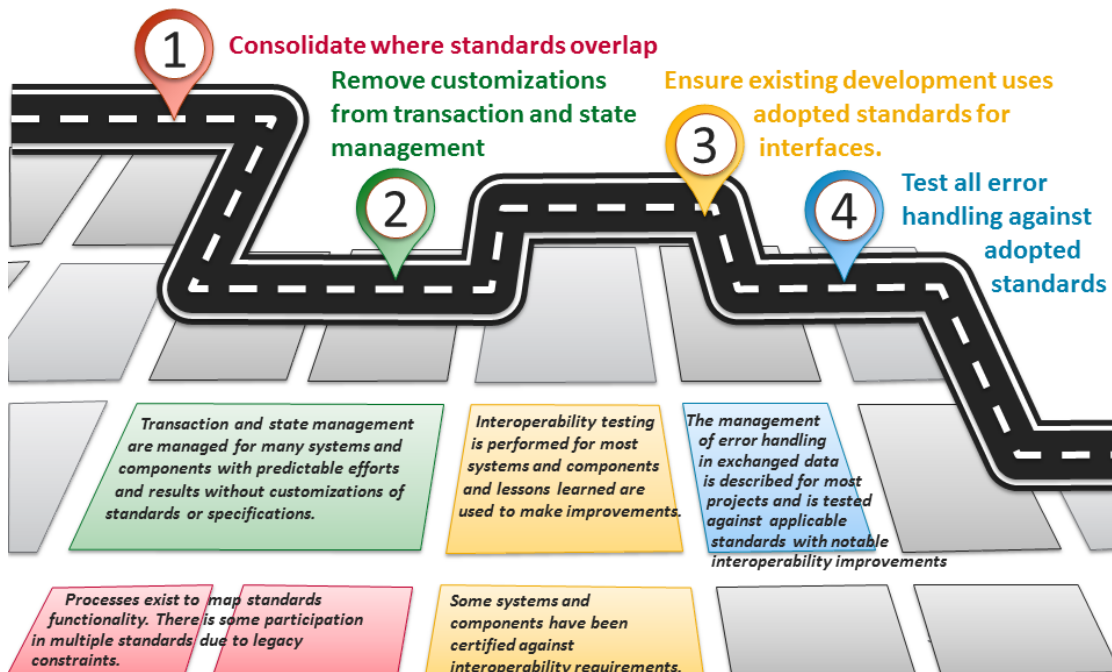 1
Consolidate where standards overlap
2
Remove customizations
from transaction and state
management
3
Ensure existing development uses
adopted standards for
interfaces.
4
Test all error
handling against
adopted
standards
Transaction and state management
are managed for many systems and
components with predictable efforts
and results without customizations of
standards or specifications.
Interoperability testing
is performed for most
systems and components
and lessons learned are
used to make improvements.
The management
of error handling
in exchanged data
is described for most
projects and is tested
against applicable
standards with notable
interoperability improvements
Processes exist to map standards
functionality. There is some participation
in multiple standards due to legacy
constraints.
Some systems and
components have been
certified against
interoperability requirements.